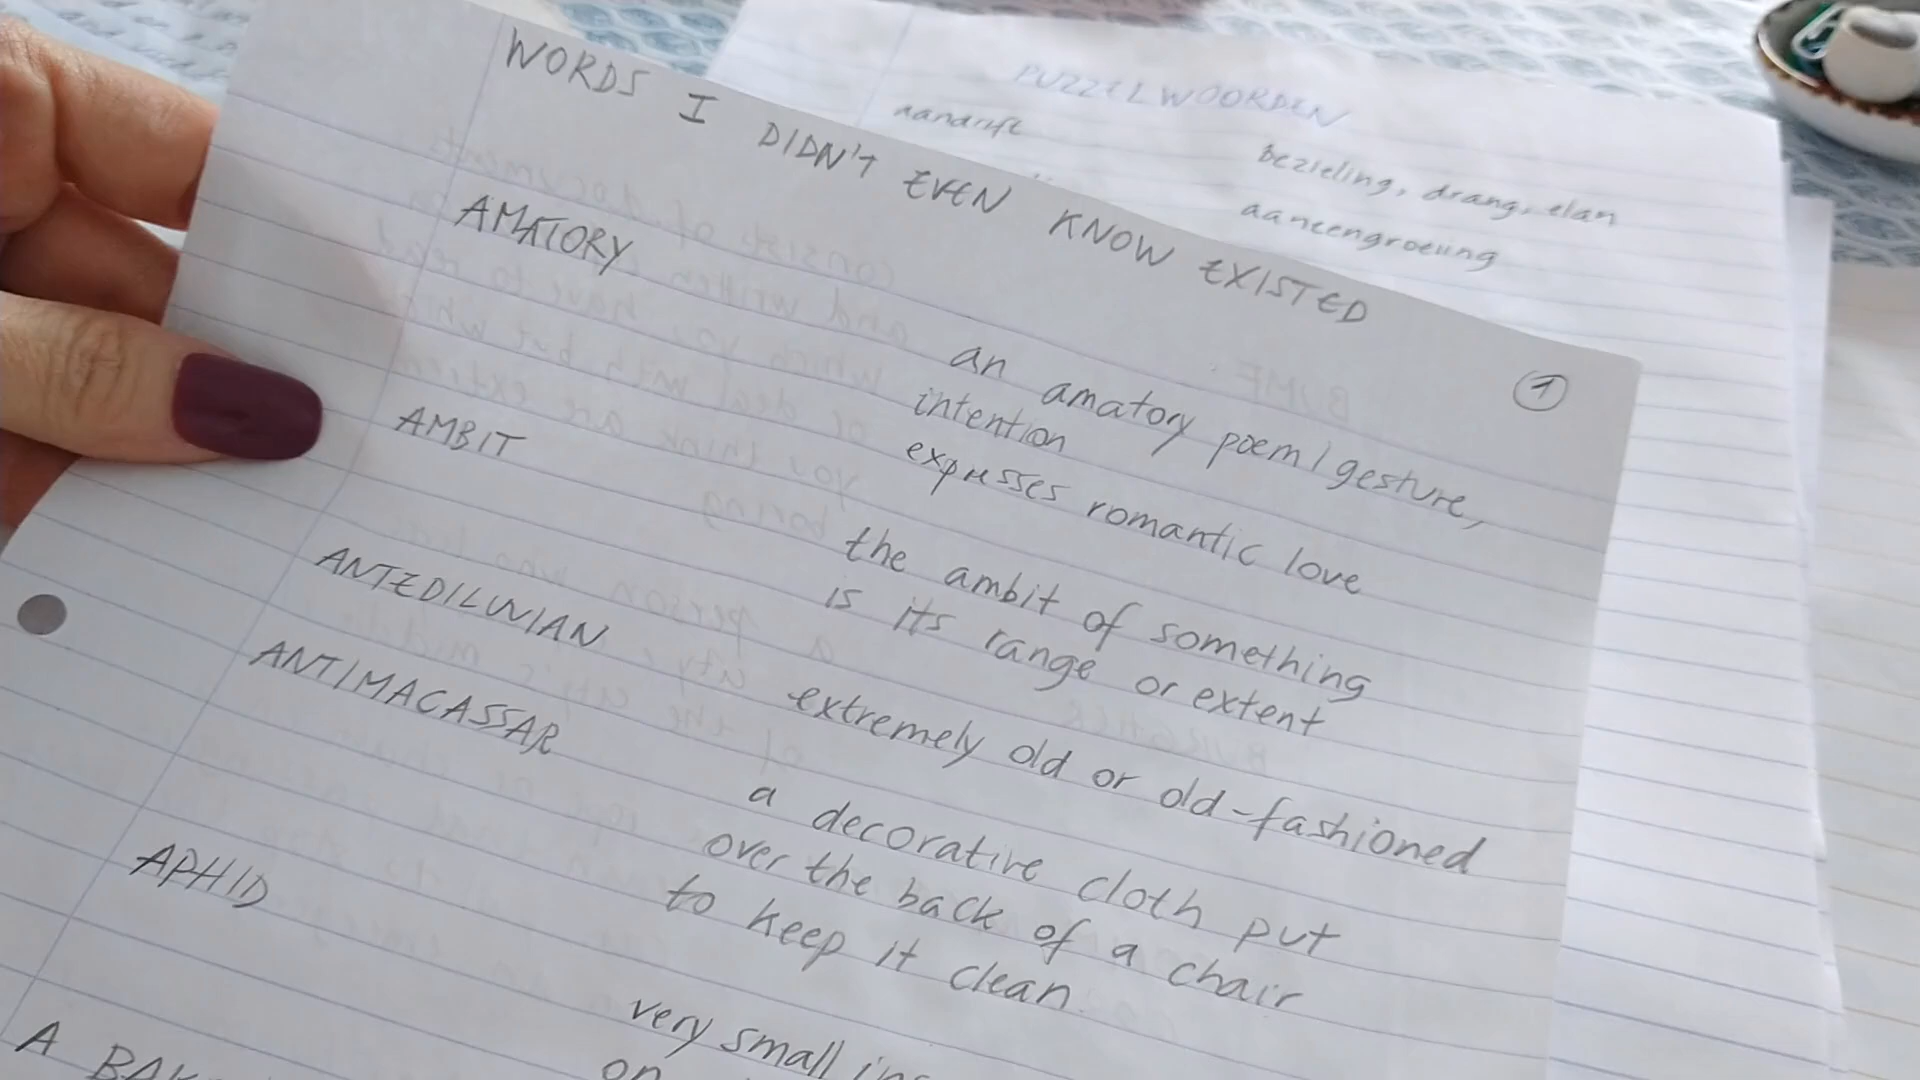 WORDS I DIDN'T EVEN KNOW EXISTED
1
AMATORY
an amatory poem / gesture,
intention
expresses romantic love
AMBIT
the ambit of something
is its range or extent
ANTEDILUVIAN
extremely old or old-fashioned
ANTIMACASSAR
a decorative cloth put
over the back of a chair
to keep it clean
APHID
very small
on
A
PUZZELWOORDEN
aandrift
bezieling, drang, elan
aaneengroeiing